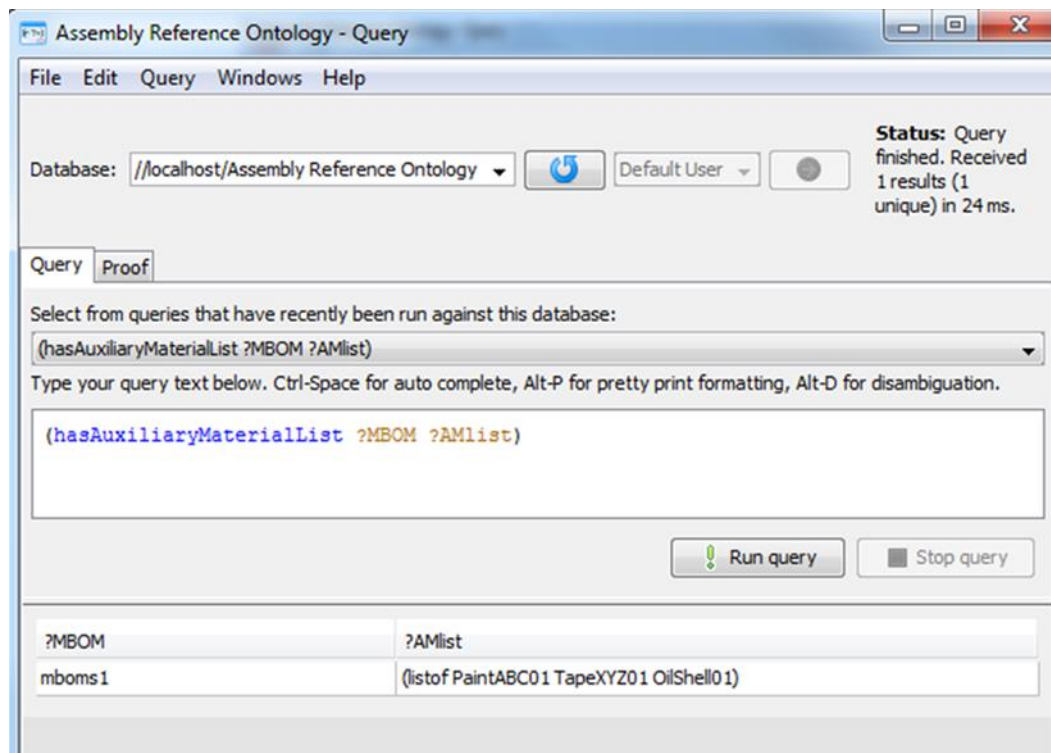 Assembly Reference Ontology - Query
File Edit Query Windows Help
Database: //localhost/Assembly Reference Ontology Default User
Status: Query
finished. Received
1 results (1
unique) in 24 ms.
Query Proof
Select from queries that have recently been run against this database:
(hasAuxiliaryMaterialList ?MBOM ?AMlist)
Type your query text below. Ctrl-Space for auto complete, Alt-P for pretty print formatting, Alt-D for disambiguation.
(hasAuxiliaryMaterialList ?MBOM ?AMlist)
Run query Stop query
?MBOM ?AMlist
mboms1 (listof PaintABC01 TapeXYZ01 OilShell01)